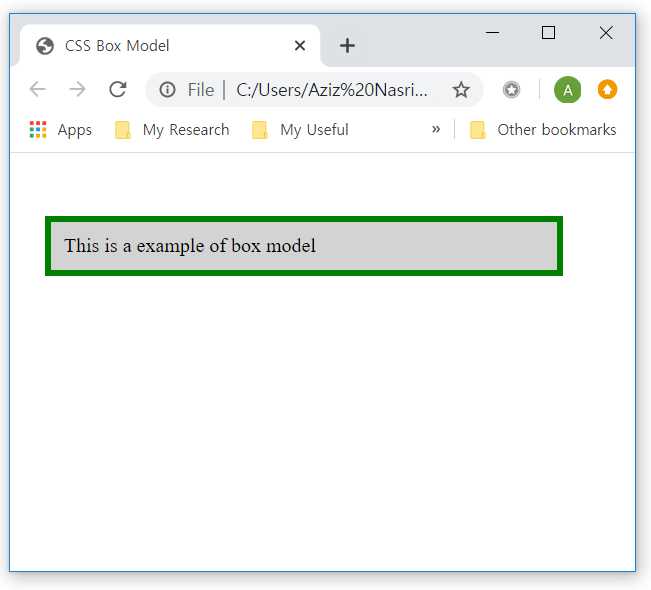 CSS Box Model
File | C:/Users/Aziz%20Nasri... A
Apps My Research My Useful » Other bookmarks
This is a example of box model